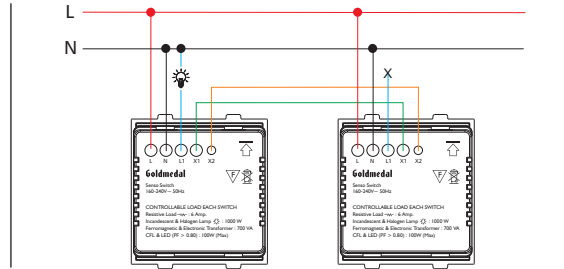 L
N
X
L N L1 X1 X2
L N L1 X1 X2
Goldmedal
Senso Switch
160-240V~ 50Hz
CONTROLLABLE LOAD EACH SWITCH
Resistive Load : 6 Amp.
Incandescent & Halogen Lamp : 1000 W
Ferromagnetic & Electronic Transformer : 700 VA
CFL & LED (PF > 0.80) : 100W (Max)
F
Goldmedal
Senso Switch
160-240V~ 50Hz
CONTROLLABLE LOAD EACH SWITCH
Resistive Load : 6 Amp.
Incandescent & Halogen Lamp : 1000 W
Ferromagnetic & Electronic Transformer : 700 VA
CFL & LED (PF > 0.80) : 100W (Max)
F